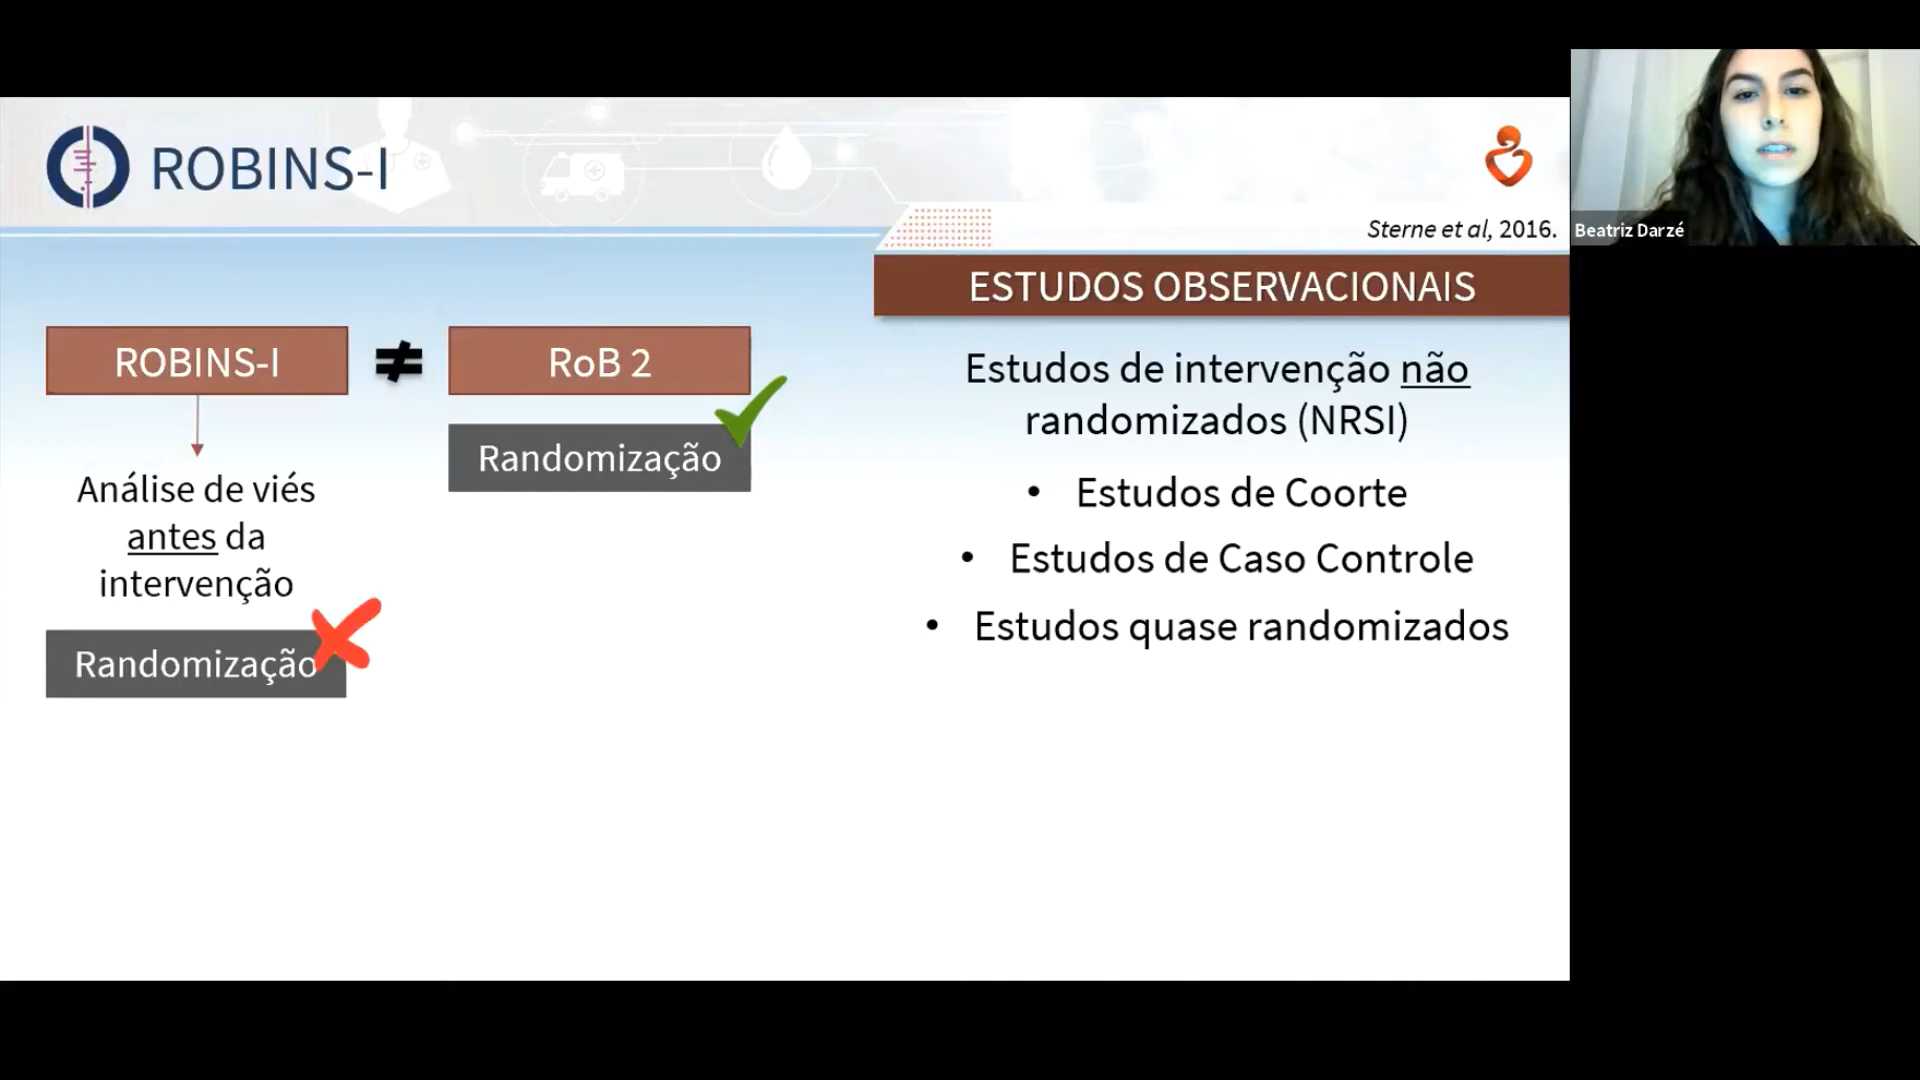 ROBINS-I
Sterne et al, 2016.
Beatriz Darzé
ESTUDOS OBSERVACIONAIS
ROBINS-I
≠
RoB 2
Randomização
Análise de viés
antes da
intervenção
Randomização
Estudos de intervenção não
randomizados (NRSI)
• Estudos de Coorte
• Estudos de Caso Controle
• Estudos quase randomizados